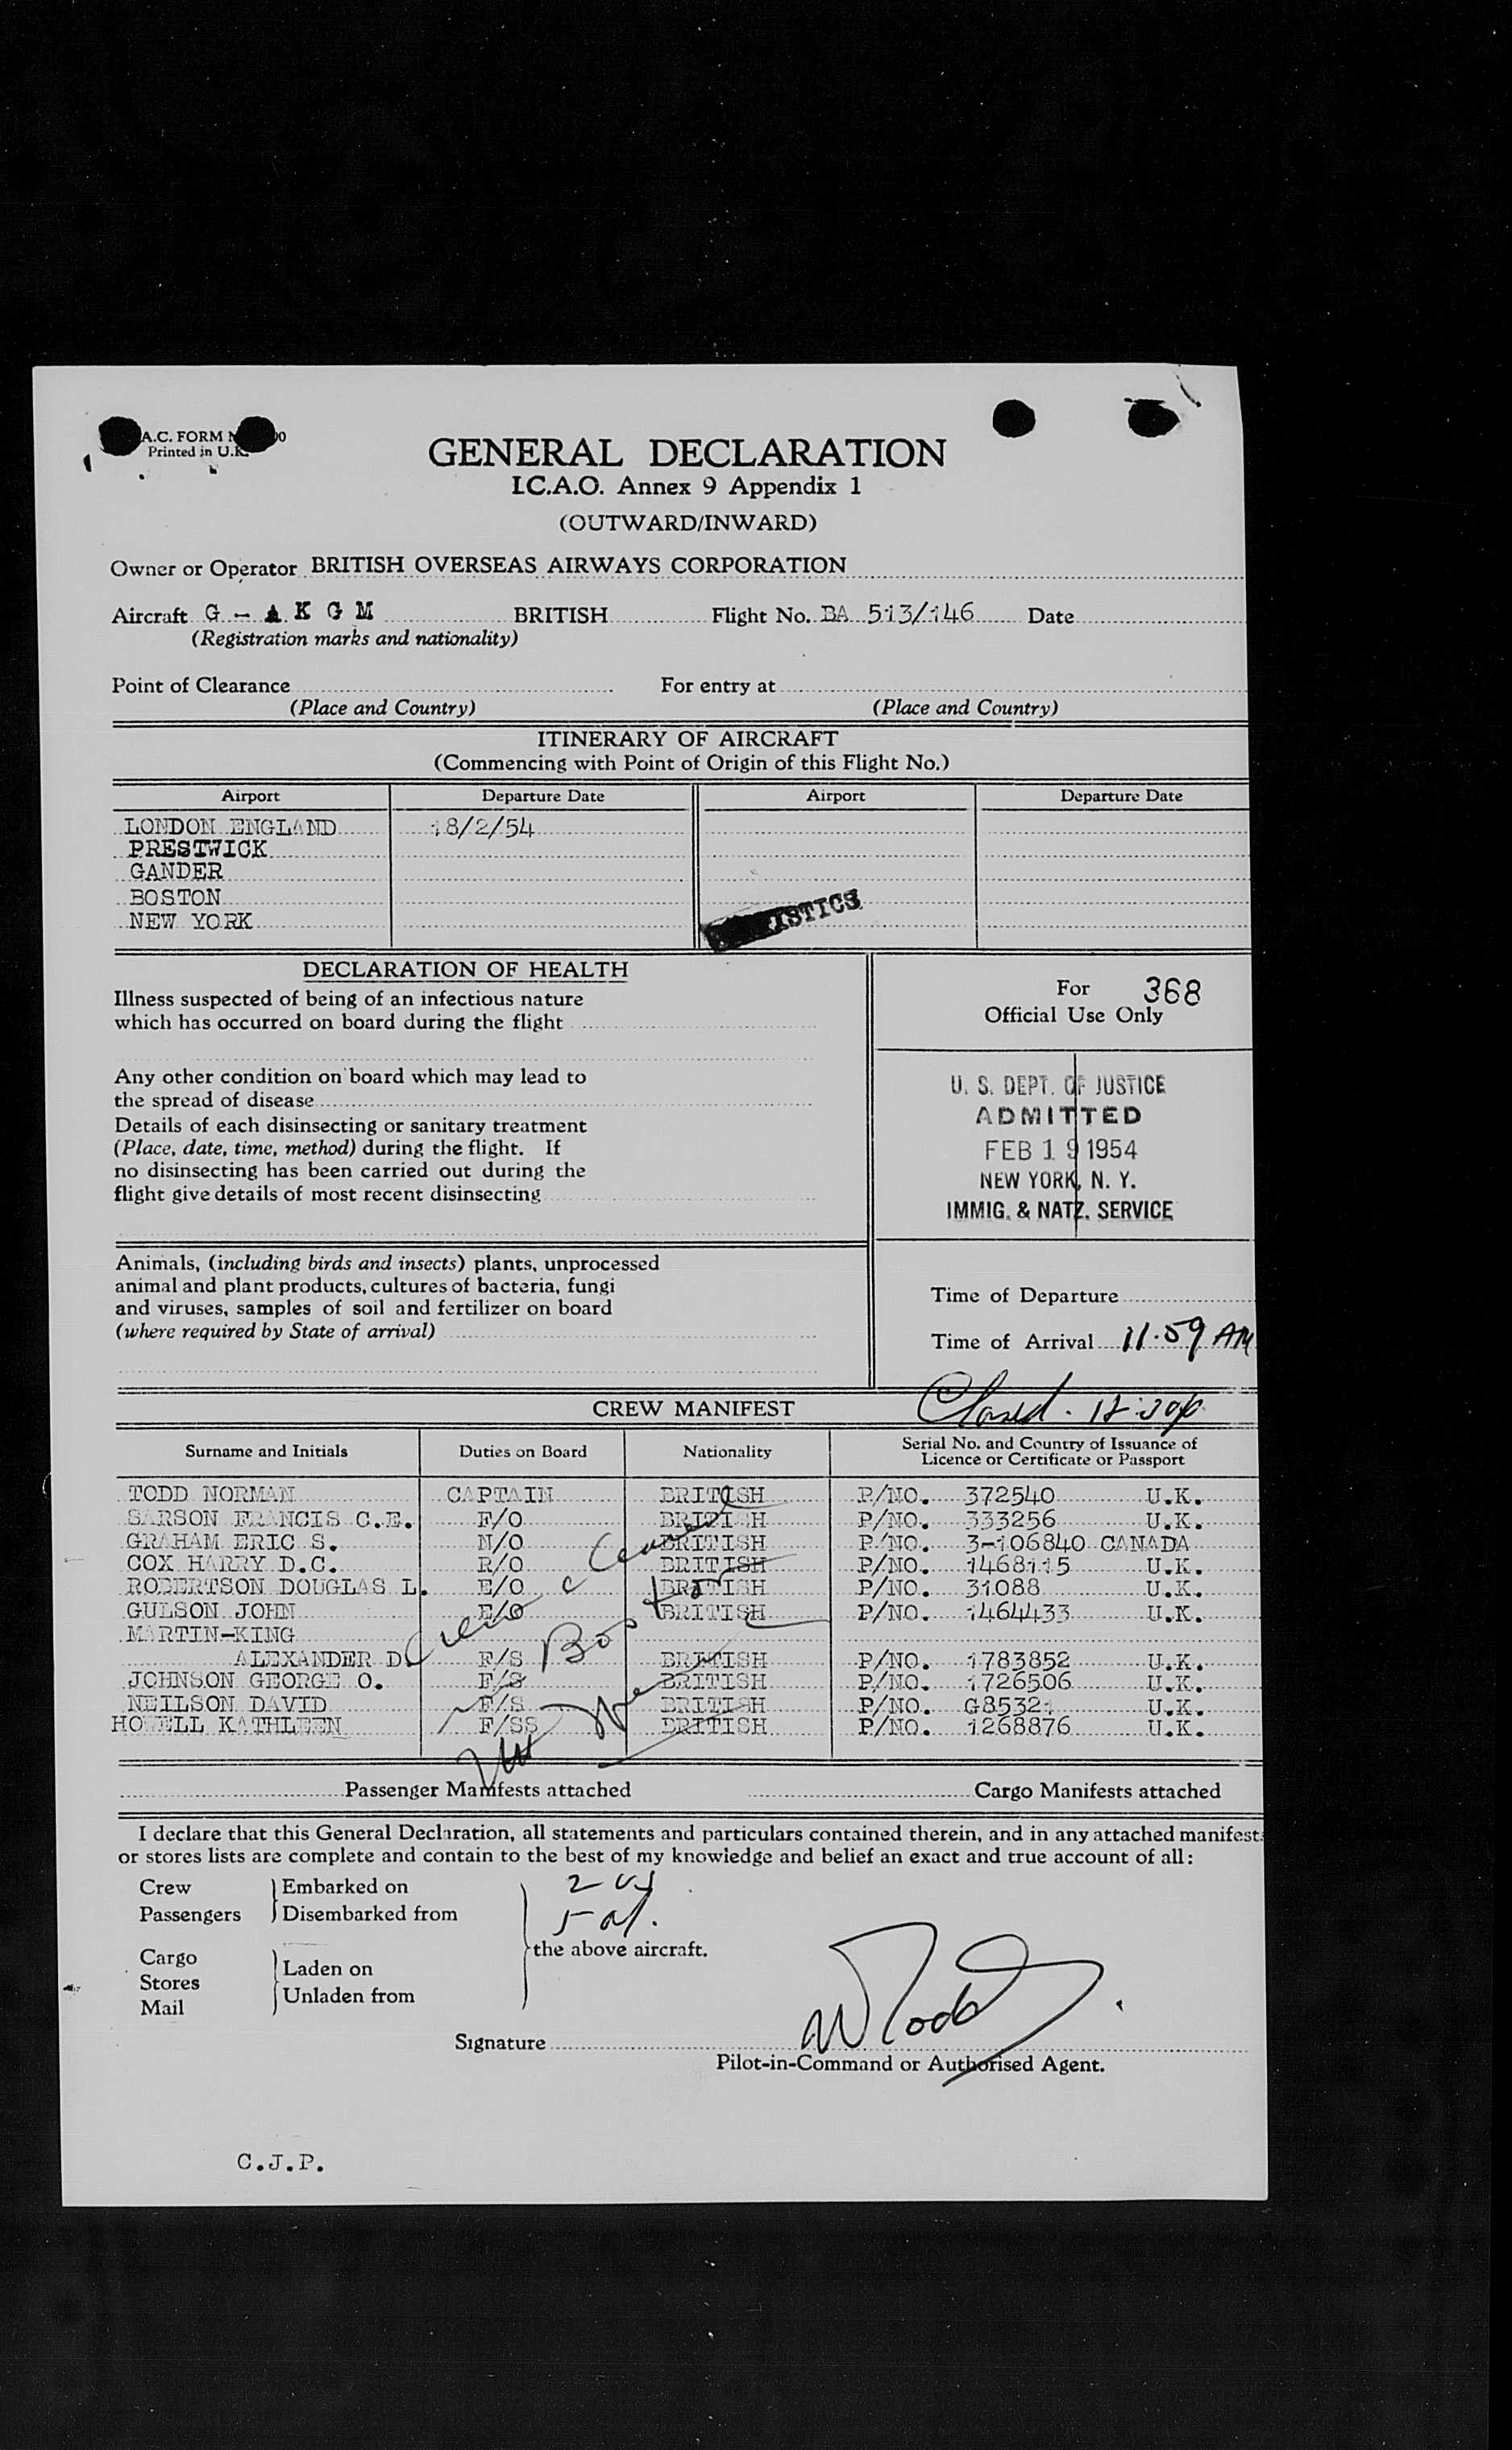 A.C. FORM
Printed in U.K.
GENERAL DECLARATION
I.C.A.O. Annex 9 Appendix 1
(OUTWARD/INWARD)
Owner or Operator BRITISH OVERSEAS AIRWAYS CORPORATION
Aircraft G - A K G M BRITISH Flight No. BA 513/146 Date
(Registration marks and nationality)
Point of Clearance For entry at
(Place and Country) (Place and Country)
ITINERARY OF AIRCRAFT
(Commencing with Point of Origin of this Flight No.)
Airport Departure Date Airport Departure Date
LONDON ENGLAND 18/2/54
PRESTWICK
GANDER
BOSTON
NEW YORK
DECLARATION OF HEALTH
Illness suspected of being of an infectious nature
which has occurred on board during the flight
Any other condition on board which may lead to
the spread of disease
Details of each disinsecting or sanitary treatment
(Place, date, time, method) during the flight. If
no disinsecting has been carried out during the
flight give details of most recent disinsecting
For 368
Official Use Only
U. S. DEPT. OF JUSTICE
ADMITTED
FEB 19 1954
NEW YORK, N. Y.
IMMIG. & NATZ. SERVICE
Animals, (including birds and insects) plants, unprocessed
animal and plant products, cultures of bacteria, fungi
and viruses, samples of soil and fertilizer on board
(where required by State of arrival)
Time of Departure
Time of Arrival 11.59 AM
Closed.
CREW MANIFEST
Surname and Initials Duties on Board Nationality Serial No. and Country of Issuance of
Licence or Certificate or Passport
TODD NORMAN CAPTAIN BRITISH P/NO. 372540 U.K.
SARSON FRANCIS C.E. F/O BRITISH P/NO. 333256 U.K.
GRAHAM ERIC S. N/O BRITISH P/NO. 3-106840 CANADA
COX HARRY D.C. R/O BRITISH P/NO. 1468115 U.K.
ROBERTSON DOUGLAS L. E/O BRITISH P/NO. 31088 U.K.
GULSON JOHN E/O BRITISH P/NO. 1464433 U.K.
MARTIN-KING
ALEXANDER D. F/S BRITISH P/NO. 1783852 U.K.
JOHNSON GEORGE O. F/S BRITISH P/NO. 1726506 U.K.
NEILSON DAVID F/S BRITISH P/NO. G85321 U.K.
HOWELL KATHLEEN F/SS BRITISH P/NO. 1268876 U.K.
Crew
Boston
Passenger Manifests attached Cargo Manifests attached
I declare that this General Declaration, all statements and particulars contained therein, and in any attached manifests
or stores lists are complete and contain to the best of my knowledge and belief an exact and true account of all:
Crew Embarked on
Passengers Disembarked from
the above aircraft.
Cargo Laden on
Stores
Mail Unladen from
Signature N Todd
Pilot-in-Command or Authorised Agent.
C.J.P.